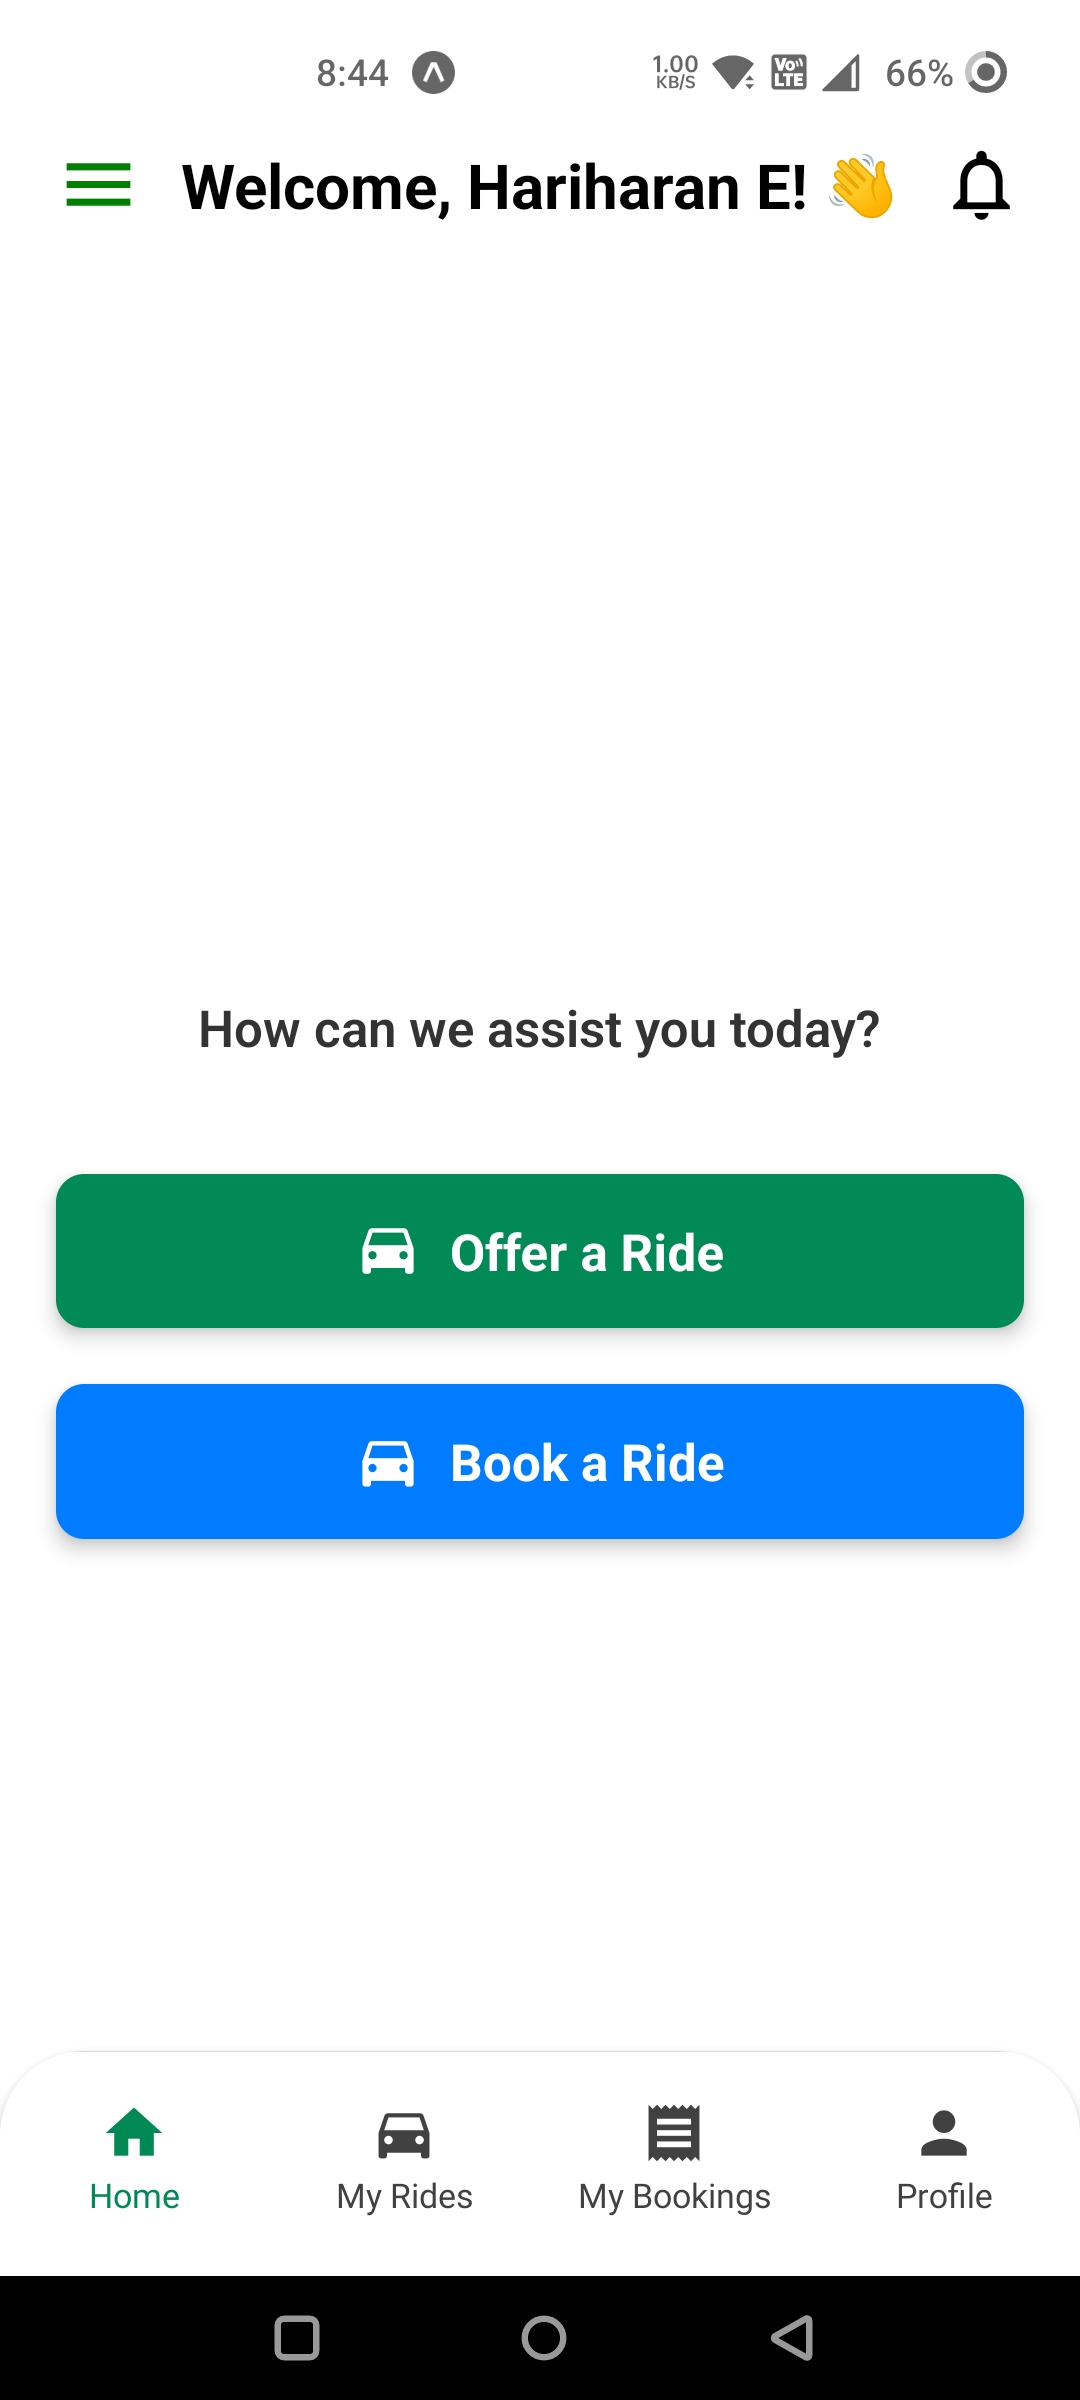 8:44
1.00
KB/S
Vo
LTE
66%
Welcome, Hariharan E! 👋
How can we assist you today?
Offer a Ride
Book a Ride
Home
My Rides
My Bookings
Profile